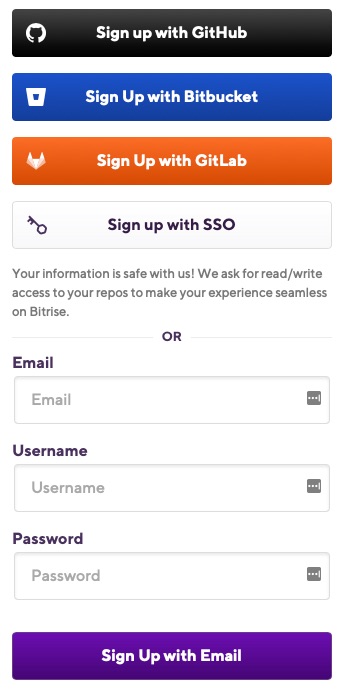 Sign up with GitHub
Sign Up with Bitbucket
Sign Up with GitLab
Sign up with SSO
Your information is safe with us! We ask for read/write
access to your repos to make your experience seamless
on Bitrise.
OR
Email
Email
Username
Username
Password
Password
Sign Up with Email